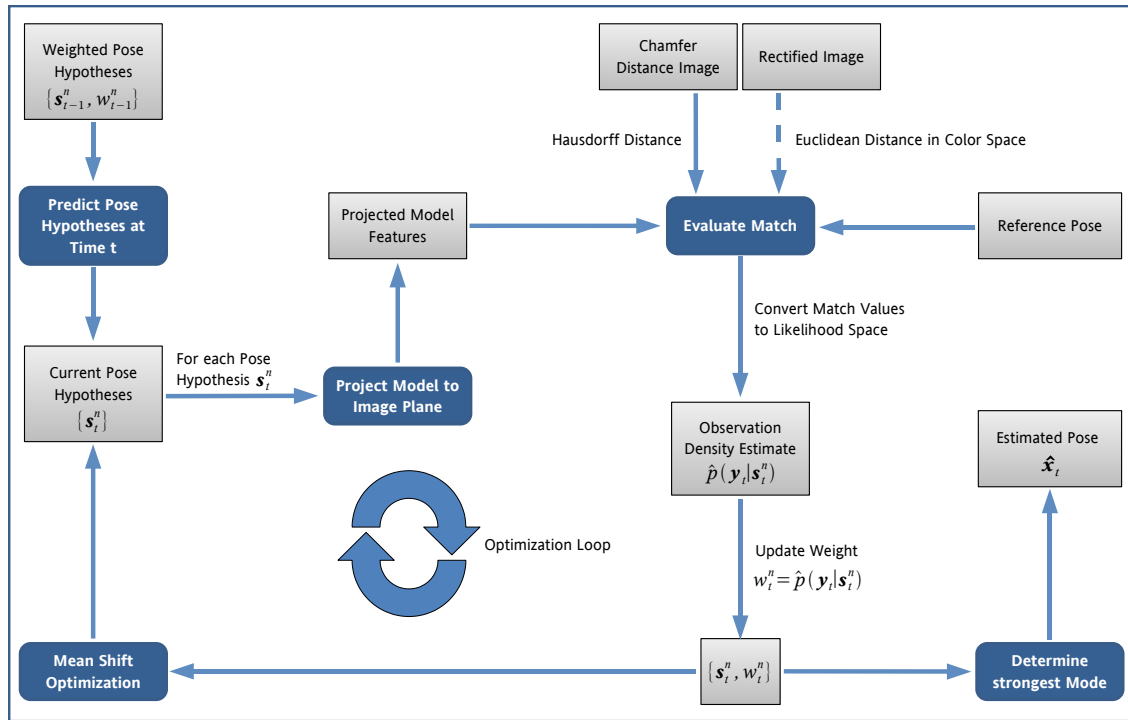 Weighted Pose
Hypotheses
{s^n_{t−1}, w^n_{t−1}}
Chamfer
Distance Image
Rectified Image
Hausdorff Distance
Euclidean Distance in Color Space
Predict Pose
Hypotheses at
Time t
Projected Model
Features
Evaluate Match
Reference Pose
Convert Match Values
to Likelihood Space
Current Pose
Hypotheses
{s^n_t}
For each Pose
Hypothesis s^n_t
Project Model to
Image Plane
Observation
Density Estimate
p̂(y_t|s^n_t)
Estimated Pose
x̂_t
Optimization Loop
Update Weight
w^n_t = p̂(y_t|s^n_t)
Mean Shift
Optimization
{s^n_t, w^n_t}
Determine
strongest Mode